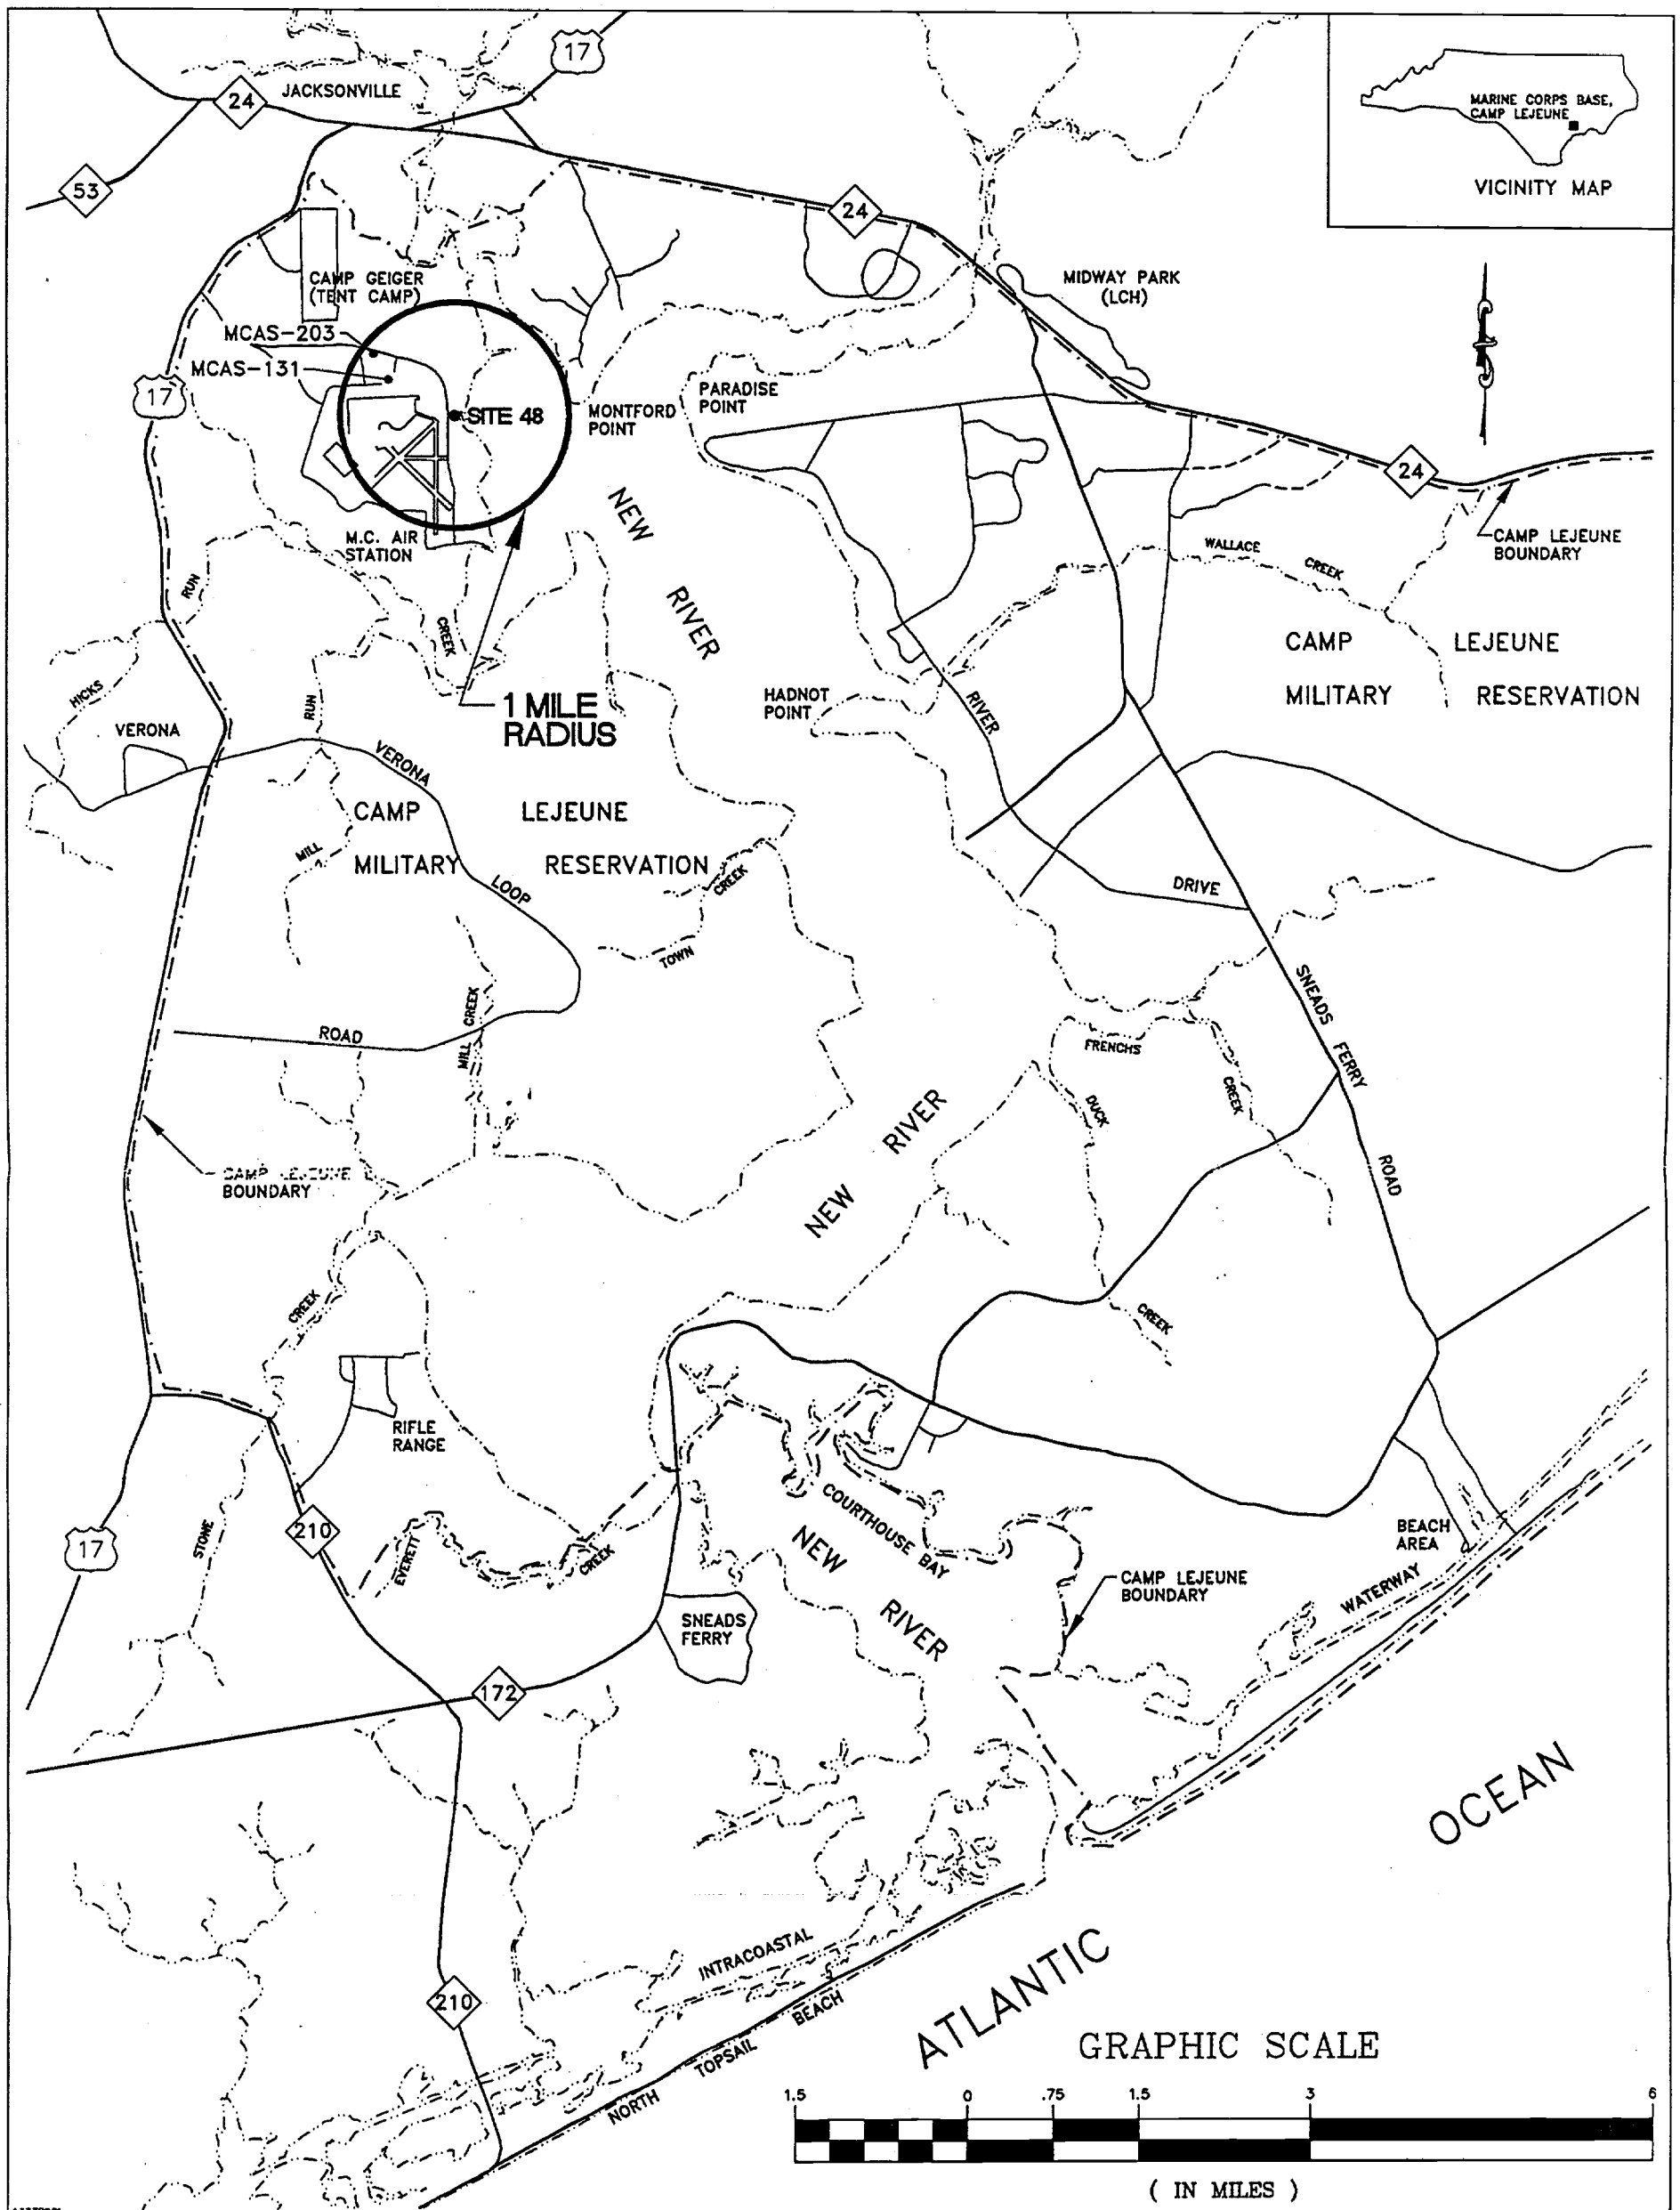 17
JACKSONVILLE
24
53
MARINE CORPS BASE,
CAMP LEJEUNE
VICINITY MAP
24
CAMP GEIGER
(TENT CAMP)
MIDWAY PARK
(LCH)
MCAS-203
MCAS-131
17
SITE 48
MONTFORD
POINT
PARADISE
POINT
24
NEW
RIVER
M.C. AIR
STATION
CAMP LEJEUNE
BOUNDARY
WALLACE
CREEK
RUN
CREEK
CAMP LEJEUNE
MILITARY RESERVATION
HICKS
RUN
1 MILE
RADIUS
HADNOT
POINT
RIVER
VERONA
VERONA
CAMP LEJEUNE
MILITARY RESERVATION
MILL
LOOP
CREEK
TOWN
DRIVE
SNEADS
FERRY
ROAD
MILL CREEK
ROAD
FRENCHS
CREEK
DUCK
CREEK
NEW RIVER
CAMP LEJEUNE
BOUNDARY
CREEK
RIFLE
RANGE
STONE
210
17
EVERETT
CREEK
COURTHOUSE BAY
NEW
RIVER
BEACH
AREA
CAMP LEJEUNE
BOUNDARY
WATERWAY
SNEADS
FERRY
172
OCEAN
ATLANTIC
INTRACOASTAL
210
NORTH TOPSAIL BEACH
GRAPHIC SCALE
1.5 0 .75 1.5 3 6
( IN MILES )